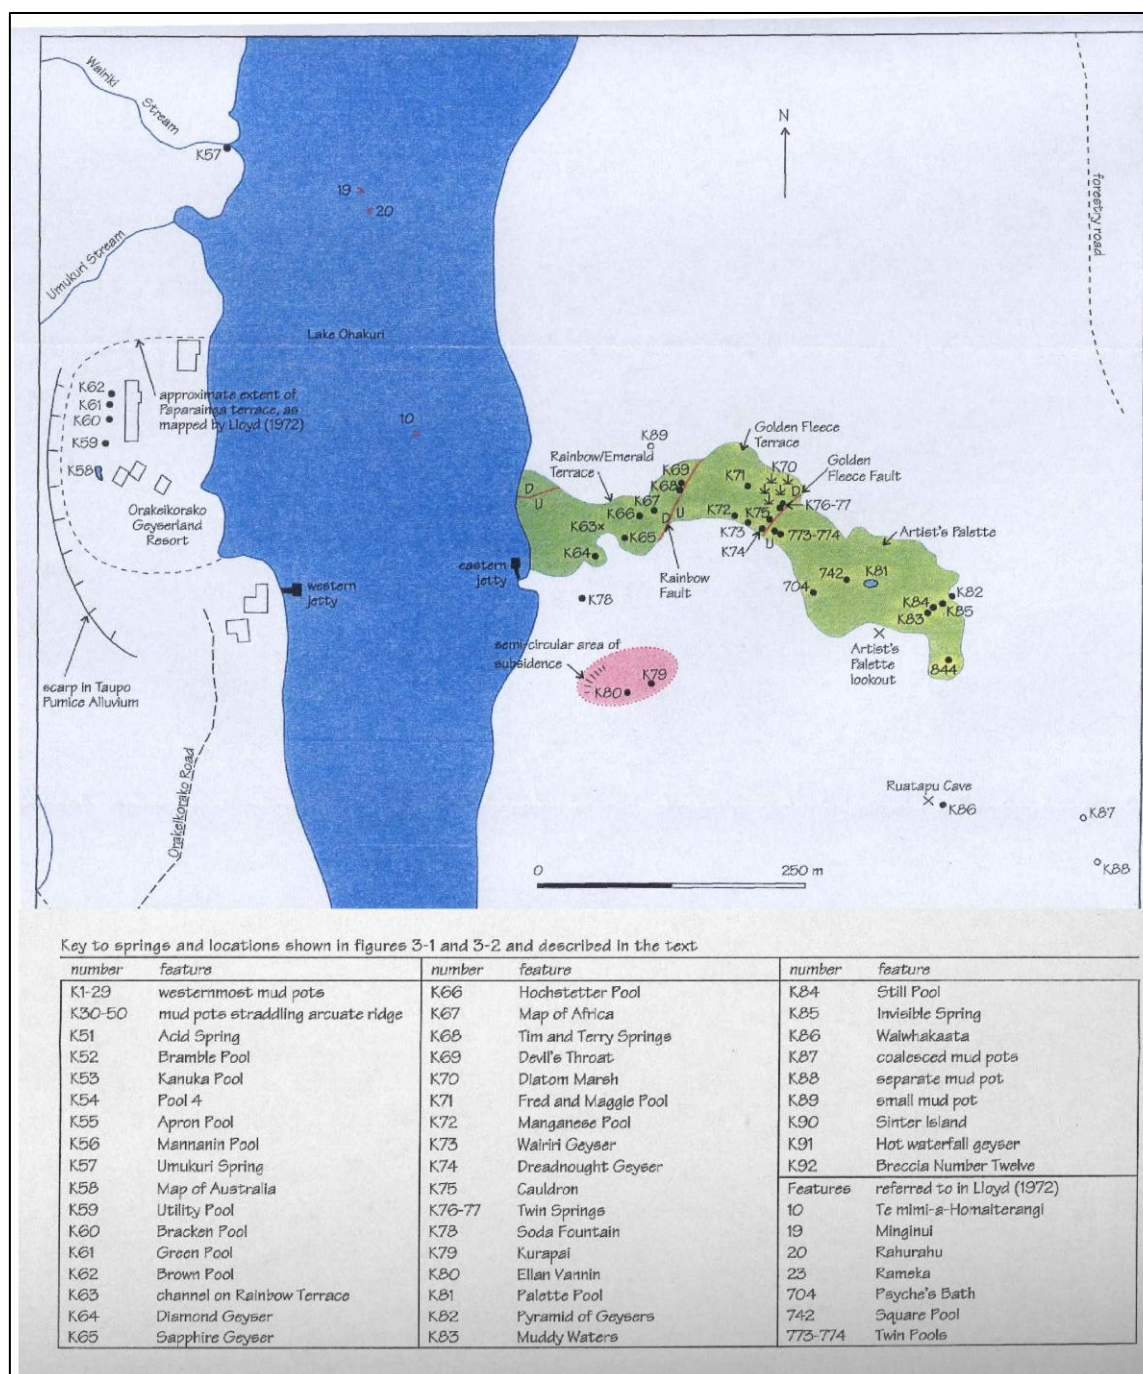 Wairiki
Stream
K57
19
20
N
forestry road
Umukuri Stream
Lake Ohakuri
approximate extent of
Paparainga terrace, as
mapped by Lloyd (1972)
K62
K61
K60
K59
K58
10
K89
Rainbow/Emerald
Terrace
Golden Fleece
Terrace
Golden
Fleece Fault
K69
K68
K71
K70
D
K76-77
D
U
K67
K66
K63
K65
K64
D
U
K72
K75
K73
K74
U
773-774
Orakeikorako
Geyserland
Resort
Artist's Palette
eastern
jetty
western
jetty
Rainbow
Fault
K78
742
704
K81
K82
K84
K83
K85
Artist's
Palette
lookout
844
semi-circular area of
subsidence
K79
K80
scarp in Taupo
Pumice Alluvium
Orakeikorako Road
Ruatapu Cave
K86
K87
K88
0 250 m
Key to springs and locations shown in figures 3-1 and 3-2 and described in the text
number feature number feature number feature
K1-29 westernmost mud pots K66 Hochstetter Pool K84 Still Pool
K30-50 mud pots straddling arcuate ridge K67 Map of Africa K85 Invisible Spring
K51 Acid Spring K68 Tim and Terry Springs K86 Waiwhakaata
K52 Bramble Pool K69 Devil's Throat K87 coalesced mud pots
K53 Kanuka Pool K70 Diatom Marsh K88 separate mud pot
K54 Pool 4 K71 Fred and Maggie Pool K89 small mud pot
K55 Apron Pool K72 Manganese Pool K90 Sinter Island
K56 Mannanin Pool K73 Wairiri Geyser K91 Hot waterfall geyser
K57 Umukuri Spring K74 Dreadnought Geyser K92 Breccia Number Twelve
K58 Map of Australia K75 Cauldron Features referred to in Lloyd (1972)
K59 Utility Pool K76-77 Twin Springs 10 Te mimi-a-Homaiterangi
K60 Bracken Pool K78 Soda Fountain 19 Minginui
K61 Green Pool K79 Kurapai 20 Rahurahu
K62 Brown Pool K80 Ellan Vannin 23 Rameka
K63 channel on Rainbow Terrace K81 Palette Pool 704 Psyche's Bath
K64 Diamond Geyser K82 Pyramid of Geysers 742 Square Pool
K65 Sapphire Geyser K83 Muddy Waters 773-774 Twin Pools